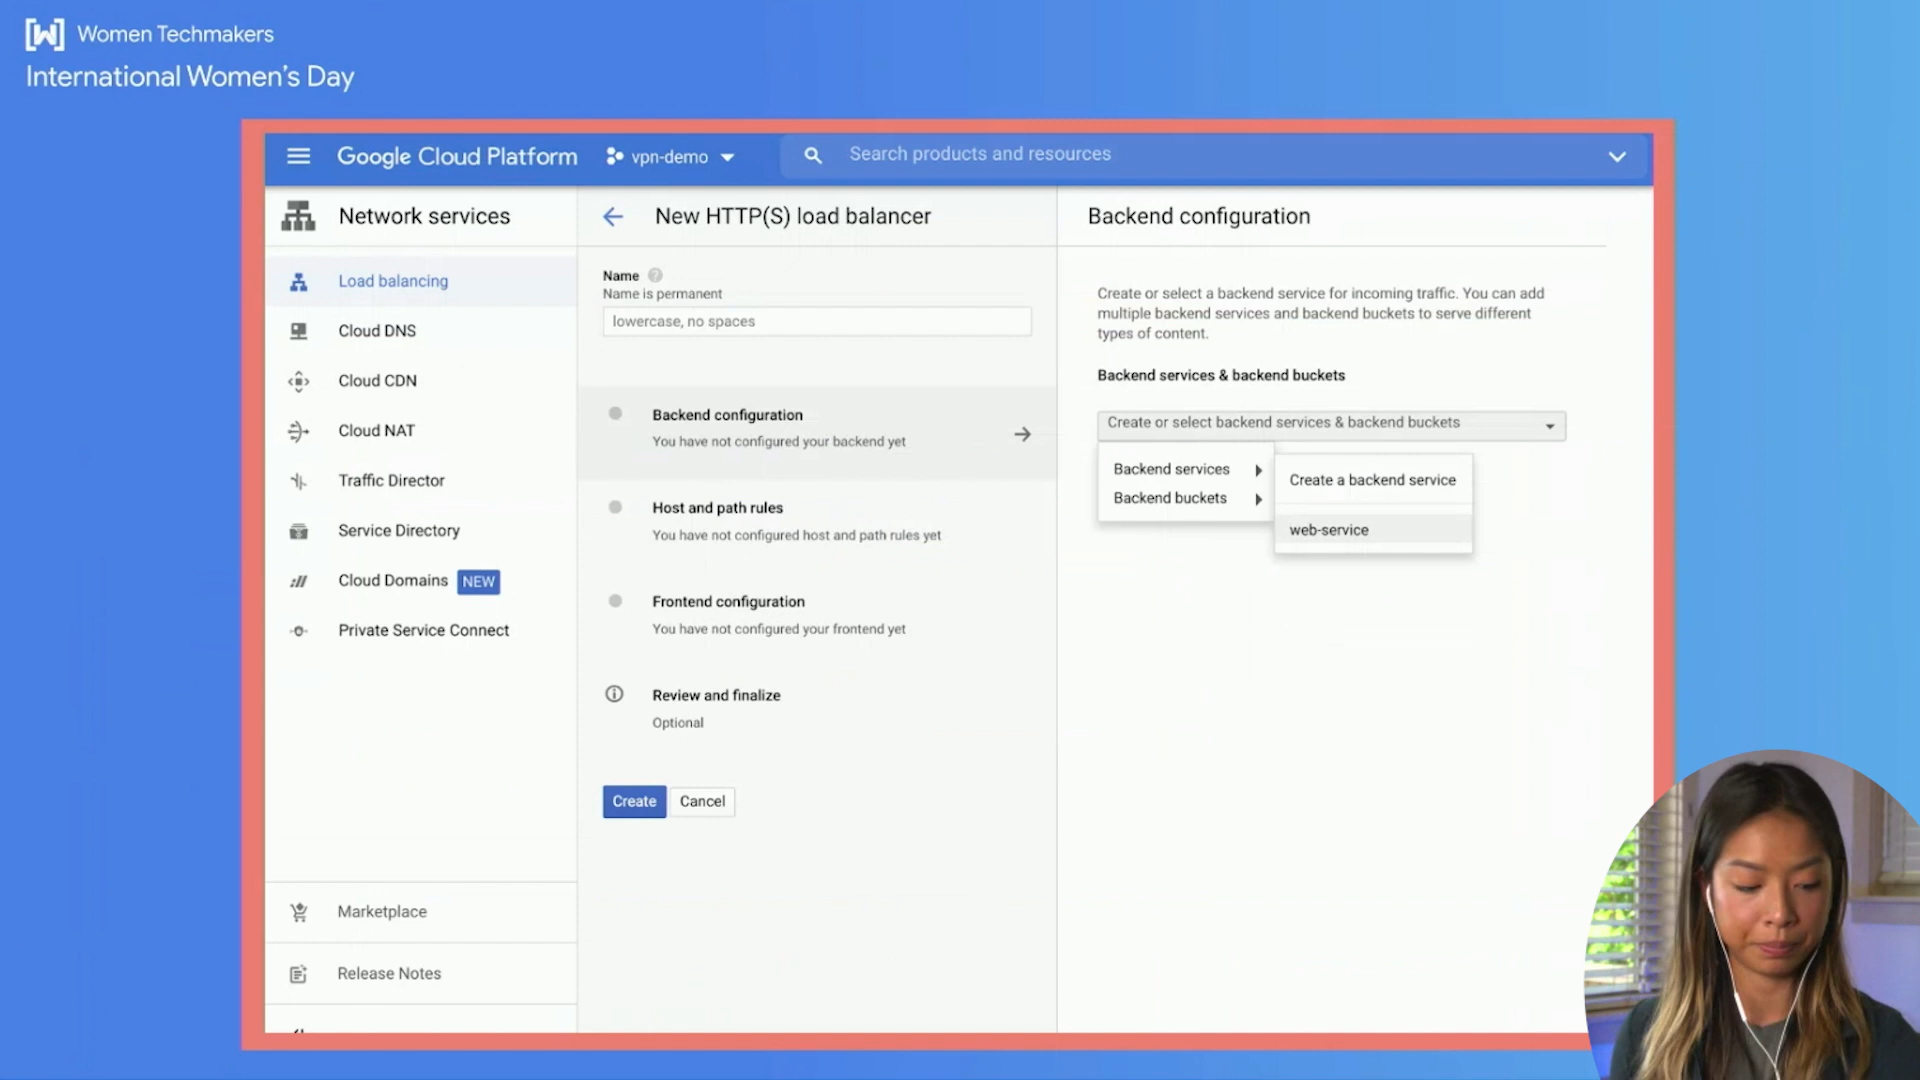 Women Techmakers
International Women's Day
Google Cloud Platform
vpn-demo
Search products and resources
Network services
New HTTP(S) load balancer
Backend configuration
Load balancing
Cloud DNS
Cloud CDN
Cloud NAT
Traffic Director
Service Directory
Cloud Domains NEW
Private Service Connect
Marketplace
Release Notes
Name
Name is permanent
lowercase, no spaces
Backend configuration
You have not configured your backend yet
Host and path rules
You have not configured host and path rules yet
Frontend configuration
You have not configured your frontend yet
Review and finalize
Optional
Create
Cancel
Create or select a backend service for incoming traffic. You can add
multiple backend services and backend buckets to serve different
types of content.
Backend services & backend buckets
Create or select backend services & backend buckets
Backend services
Backend buckets
Create a backend service
web-service